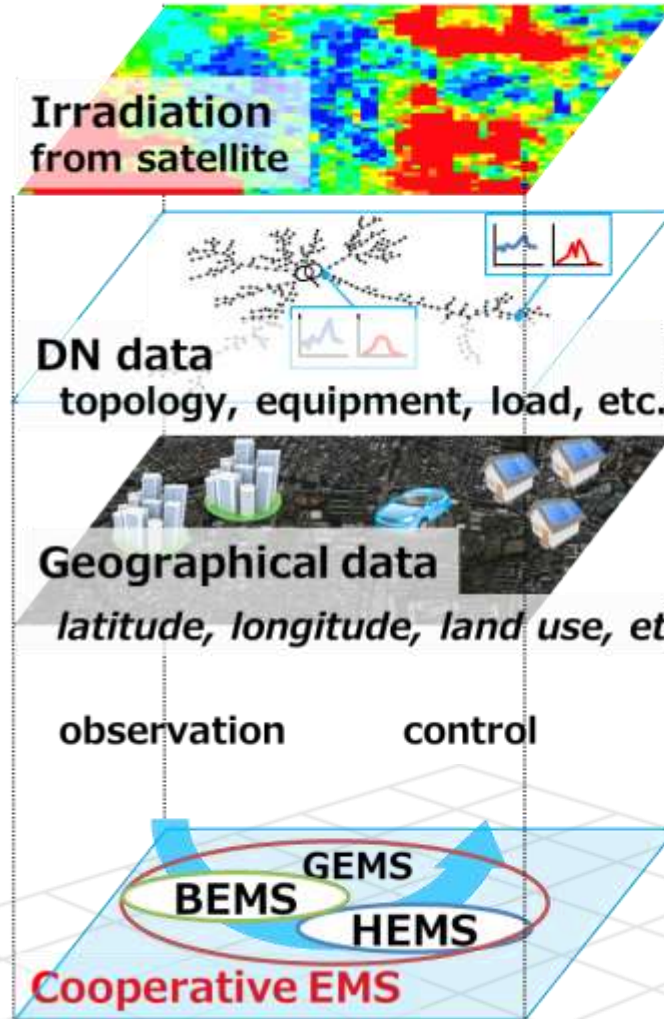 Irradiation
from satellite
DN data
topology, equipment, load, etc.
Geographical data
latitude, longitude, land use, et
observation control
GEMS
BEMS
HEMS
Cooperative EMS